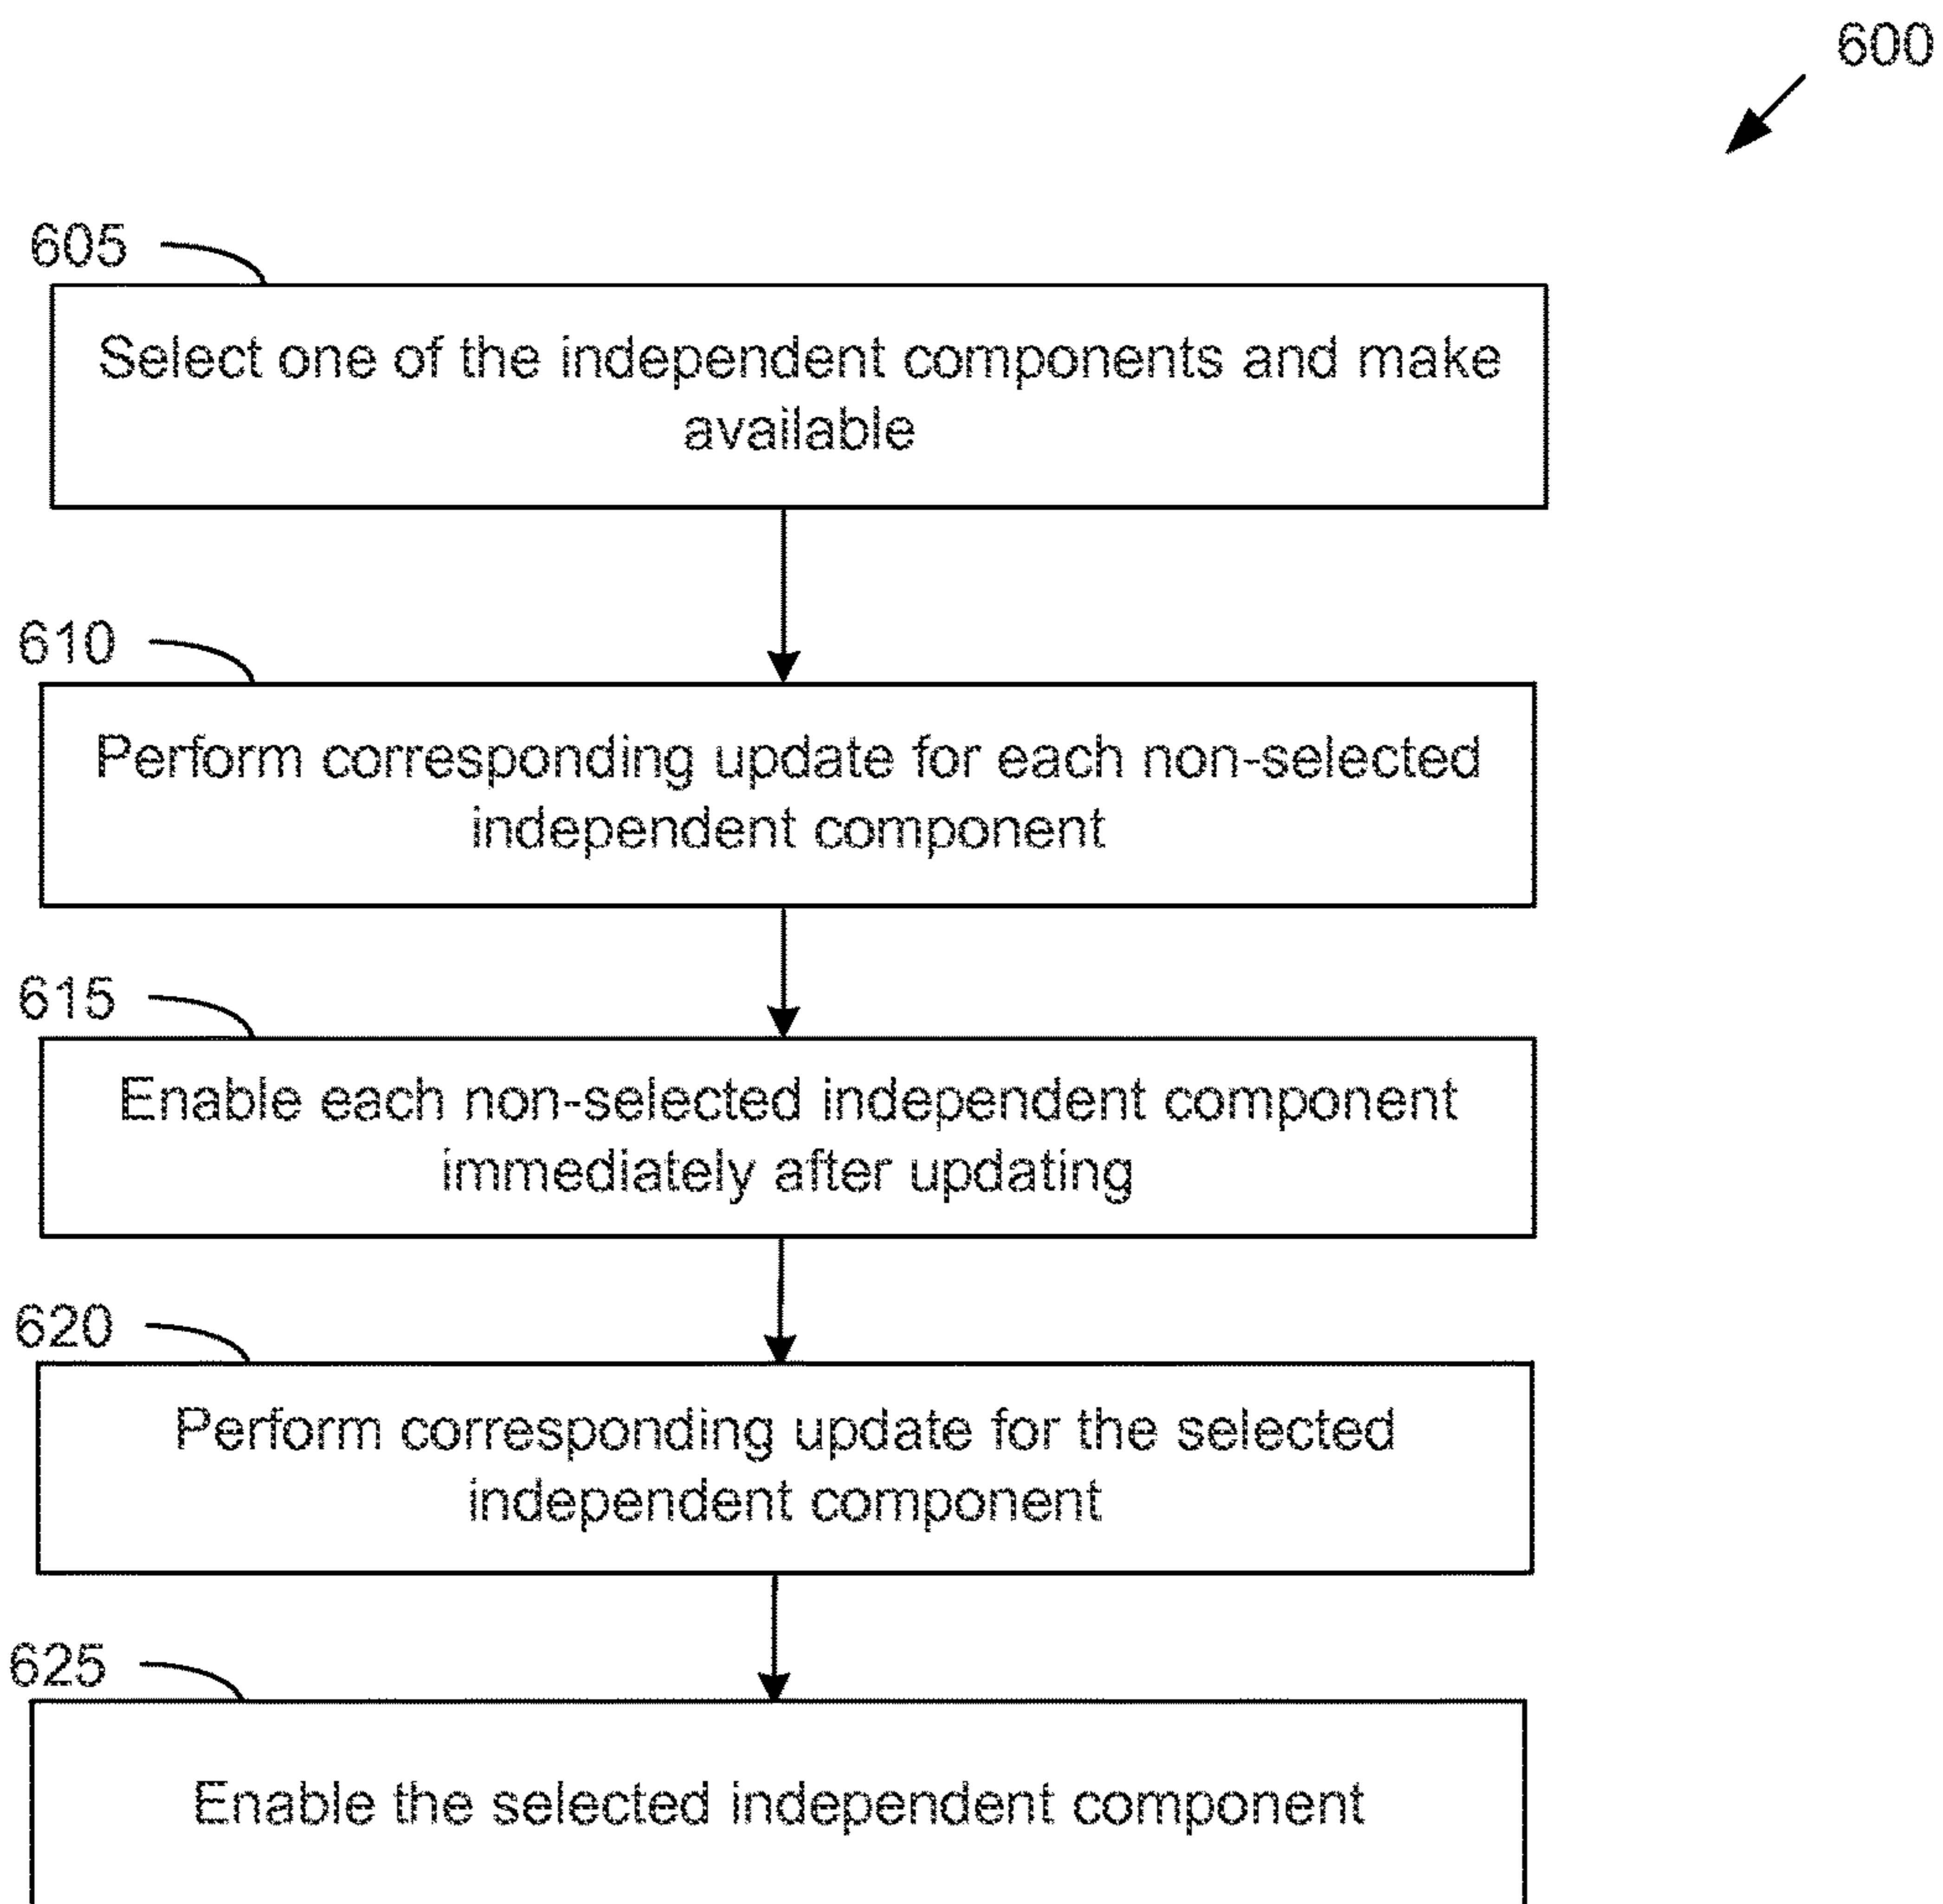 600
605
Select one of the independent components and make
available
610
Perform corresponding update for each non-selected
independent component
615
Enable each non-selected independent component
immediately after updating
620
Perform corresponding update for the selected
independent component
625
Enable the selected independent component